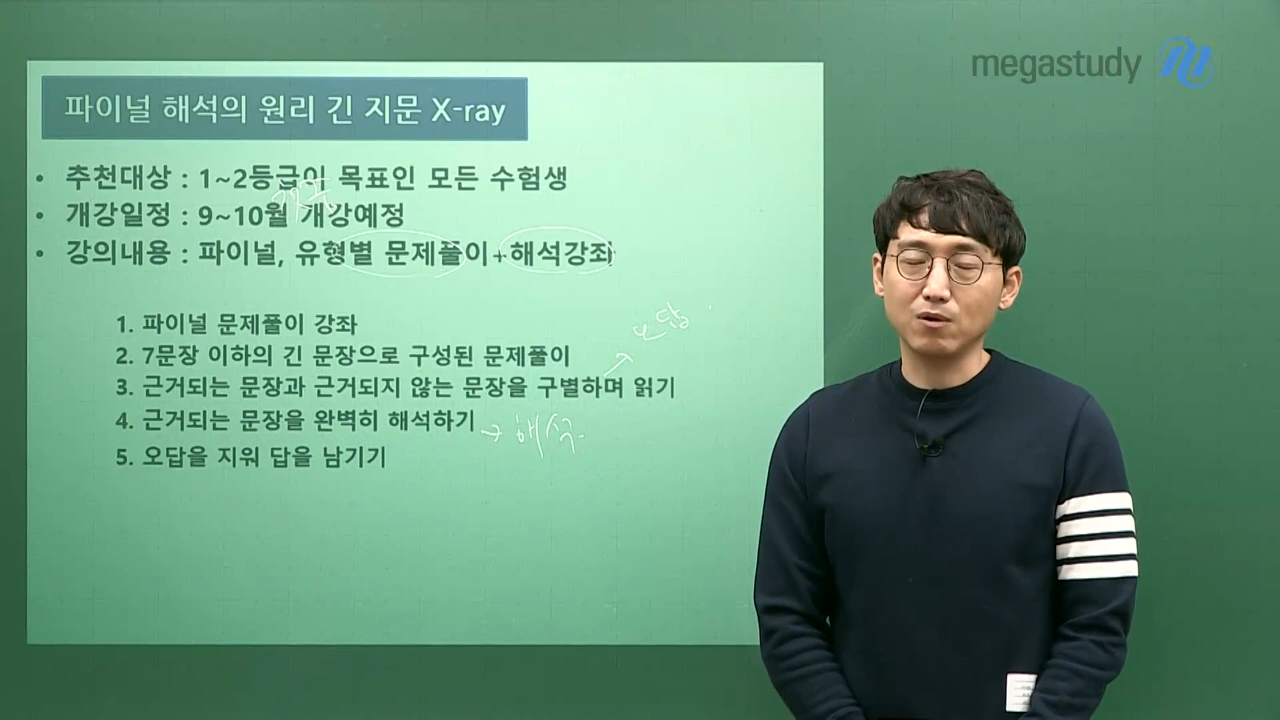 megastudy
파이널 해석의 원리 긴 지문 X-ray
• 추천대상 : 1~2등급이 목표인 모든 수험생
• 개강일정 : 9~10월 개강예정
• 강의내용 : 파이널, 유형별 문제풀이+해석강좌
1. 파이널 문제풀이 강좌
2. 7문장 이하의 긴 문장으로 구성된 문제풀이
3. 근거되는 문장과 근거되지 않는 문장을 구별하며 읽기
→ 오답
4. 근거되는 문장을 완벽히 해석하기
→ 해석
5. 오답을 지워 답을 남기기